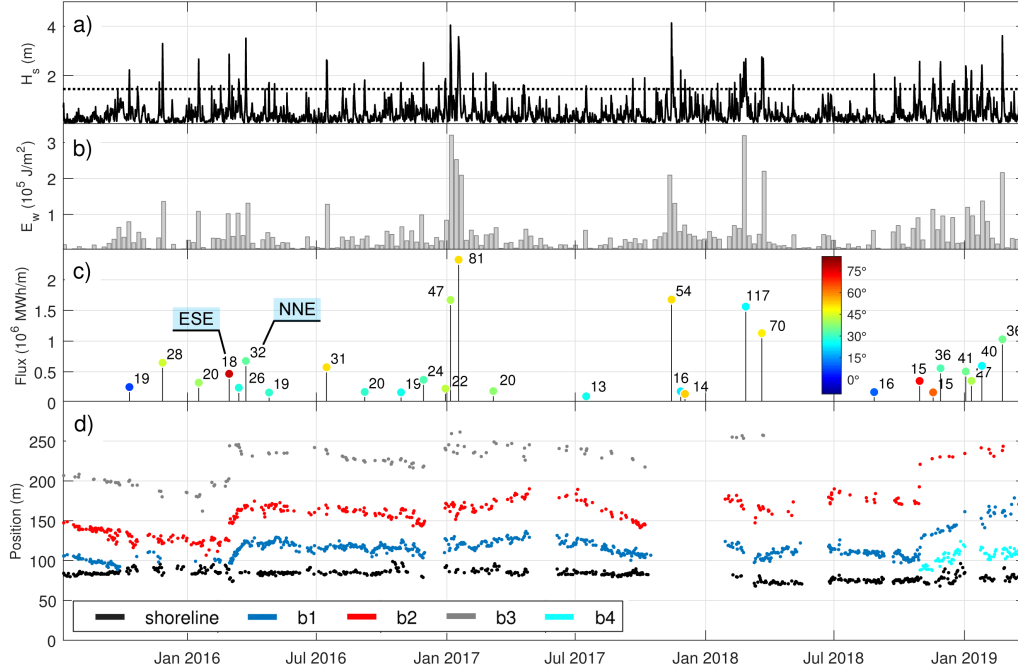 a)
H_s (m)
4
2
0
b)
E_w (10^5 J/m^2)
3
2
1
0
c)
Flux (10^6 MWh/m)
2
1.5
1
0.5
0
ESE
NNE
19
28
20
18
26
32
19
31
20
19
24
22
47
81
20
13
54
16
14
117
70
16
15
15
36
41
27
40
36
75°
60°
45°
30°
15°
0°
d)
Position (m)
250
200
150
100
50
0
shoreline
b1
b2
b3
b4
Jan 2016
Jul 2016
Jan 2017
Jul 2017
Jan 2018
Jul 2018
Jan 2019